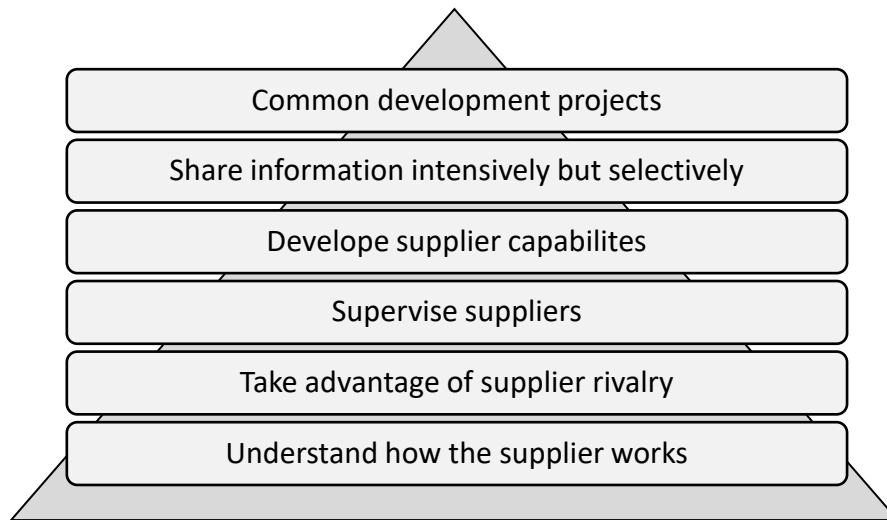 Common development projects
Share information intensively but selectively
Develope supplier capabilites
Supervise suppliers
Take advantage of supplier rivalry
Understand how the supplier works